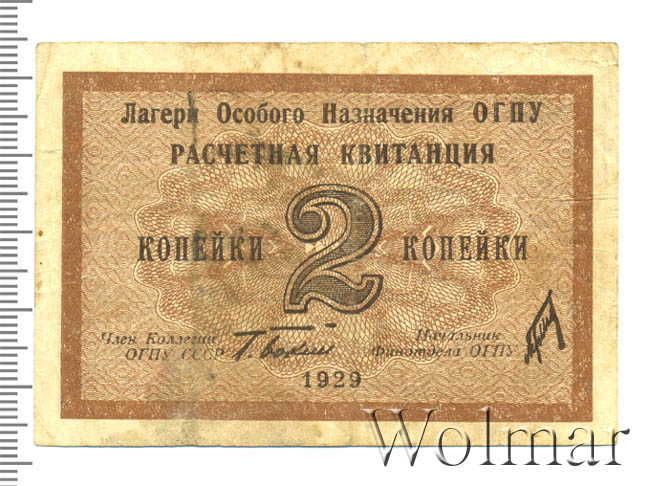 Лагери Особого Назначения ОГПУ
РАСЧЕТНАЯ КВИТАНЦИЯ
КОПЕЙКИ 2 КОПЕЙКИ
Член Коллегии
ОГПУ СССР
Начальник
Финотдела ОГПУ
1929
Wolmar